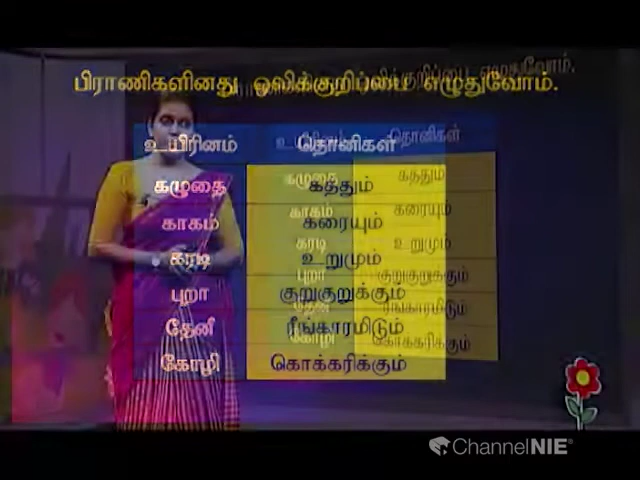 பிராணிகளினது ஒலிக்குறிப்பை எழுதுவோம்.
உயிரினம் தொனிகள்
கழுதை கத்தும்
காகம் கரையும்
கரடி உறுமும்
புறா குறுகுறுக்கும்
தேனீ ரீங்காரமிடும்
கோழி கொக்கரிக்கும்
ChannelNIE